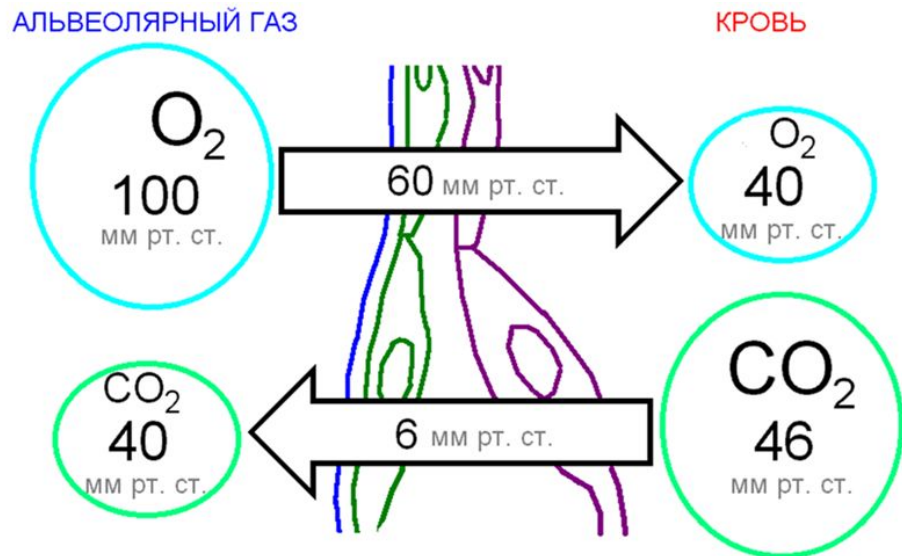 АЛЬВЕОЛЯРНЫЙ ГАЗ
КРОВЬ
O₂
100
мм рт. ст.
60 мм рт. ст.
O₂
40
мм рт. ст.
CO₂
40
мм рт. ст.
6 мм рт. ст.
CO₂
46
мм рт. ст.